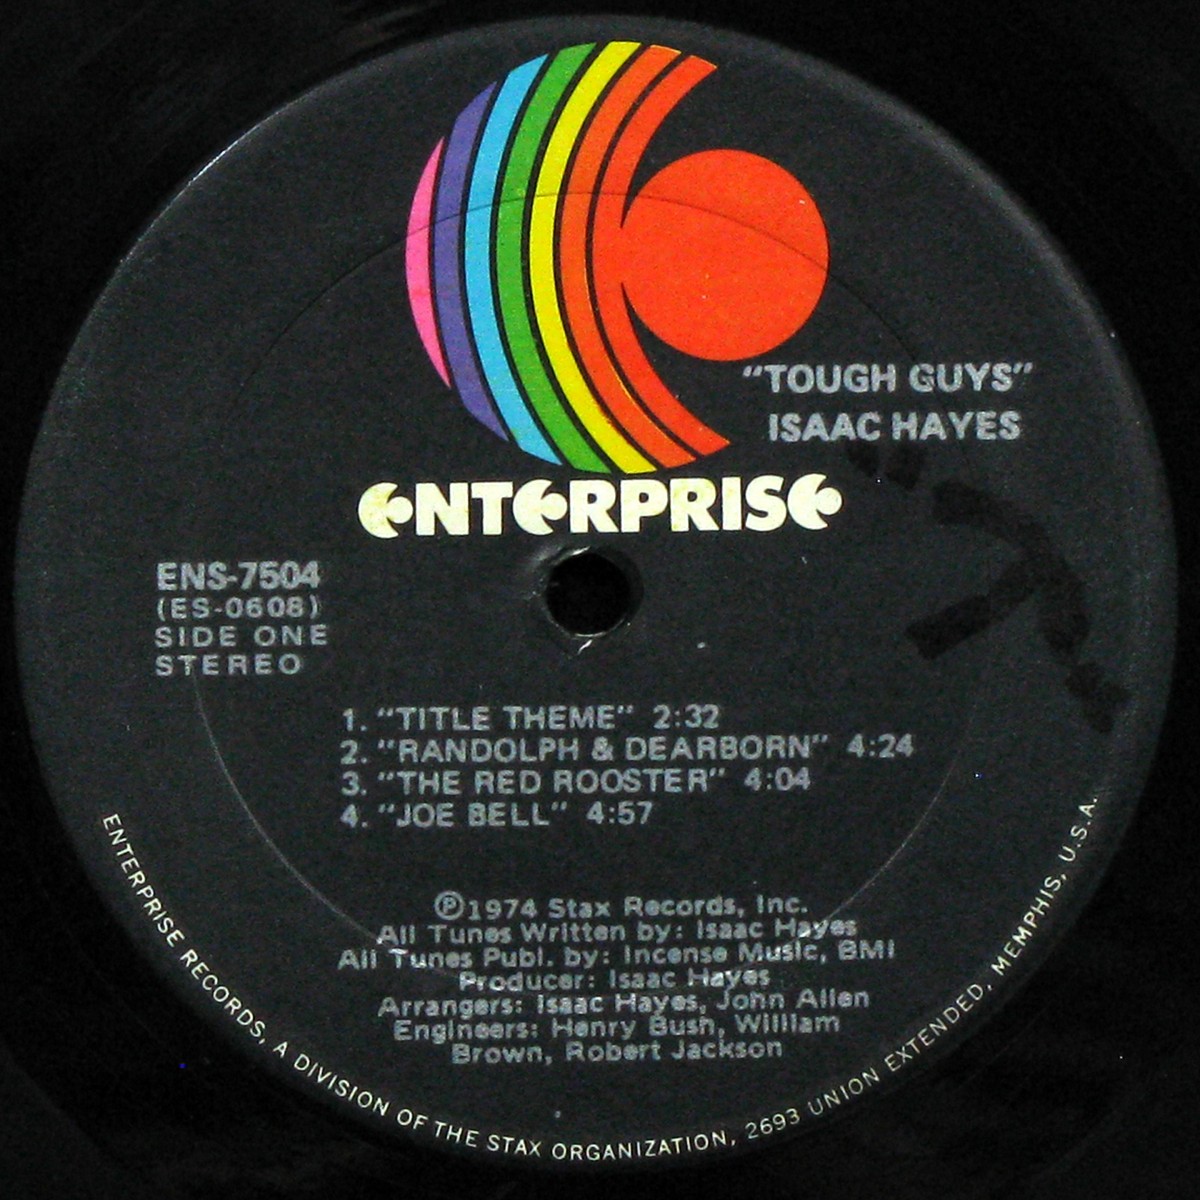 "TOUGH GUYS"
ISAAC HAYES
ENTERPRISE
ENS-7504
(ES-0608)
SIDE ONE
STEREO
1. "TITLE THEME" 2:32
2. "RANDOLPH & DEARBORN" 4:24
3. "THE RED ROOSTER" 4:04
4. "JOE BELL" 4:57
℗1974 Stax Records, Inc.
All Tunes Written by: Isaac Hayes
All Tunes Publ. by: Incense Music, BMI
Producer: Isaac Hayes
Arrangers: Isaac Hayes, John Allen
Engineers: Henry Bush, William
Brown, Robert Jackson
ENTERPRISE RECORDS, A DIVISION OF THE STAX ORGANIZATION, 2693 UNION EXTENDED, MEMPHIS, U.S.A.